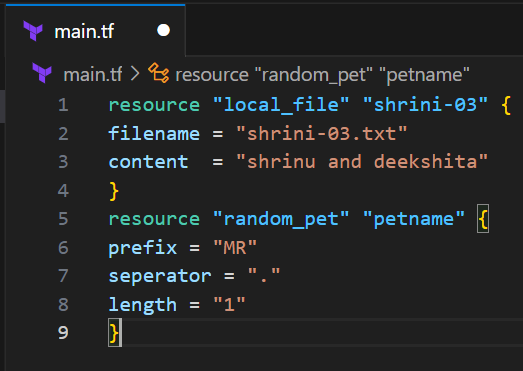 main.tf
main.tf > resource "random_pet" "petname"
1 resource "local_file" "shrini-03" {
2 filename = "shrini-03.txt"
3 content  = "shrinu and deekshita"
4 }
5 resource "random_pet" "petname" {
6 prefix = "MR"
7 seperator = "."
8 length = "1"
9 }